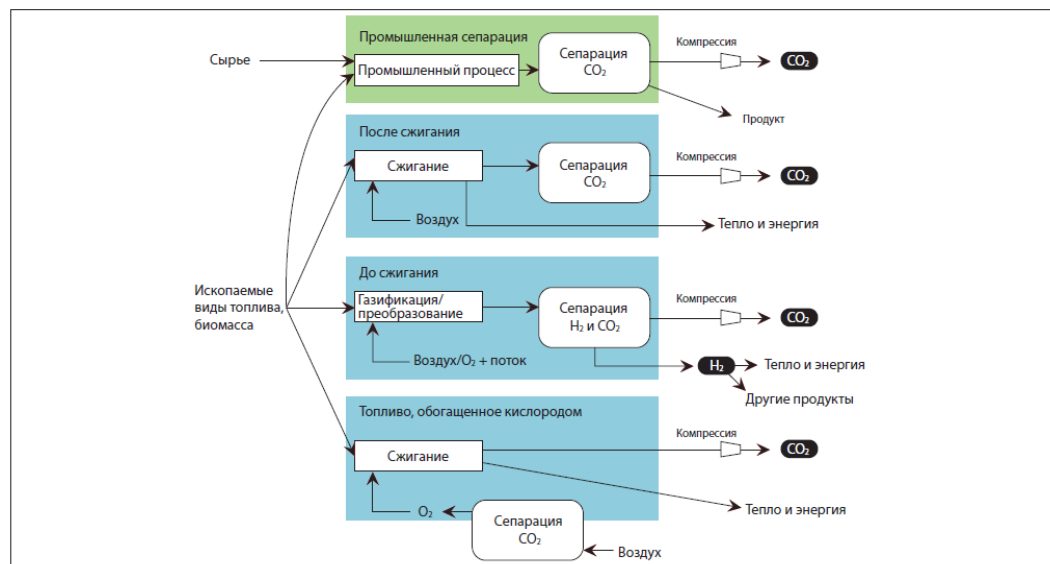 Промышленная сепарация
Сырье
Промышленный процесс
Сепарация
CO₂
Компрессия
CO₂
Продукт
После сжигания
Сжигание
Сепарация
CO₂
Компрессия
CO₂
Воздух
Тепло и энергия
Ископаемые
виды топлива,
биомасса
До сжигания
Газификация/
преобразование
Сепарация
H₂ и CO₂
Компрессия
CO₂
Воздух/O₂ + поток
H₂
Тепло и энергия
Другие продукты
Топливо, обогащенное кислородом
Сжигание
Компрессия
CO₂
O₂
Сепарация
CO₂
Тепло и энергия
Воздух